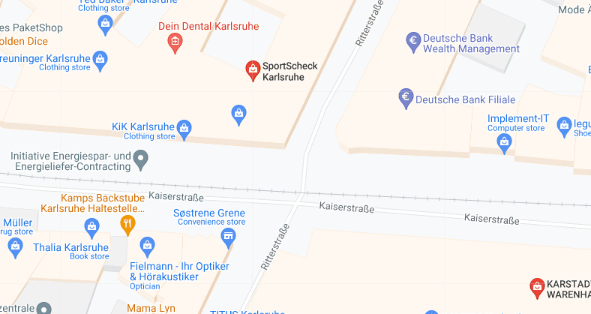 Ted Baker Karlsruhe
Clothing store
es PaketShop
olden Dice
Dein Dental Karlsruhe
Mode A
Ritterstraße
Deutsche Bank
Wealth Management
reuninger Karlsruhe
Clothing store
SportScheck
Karlsruhe
Deutsche Bank Filiale
KiK Karlsruhe
Clothing store
Implement-IT
Computer store
legu
Shoe
Initiative Energiespar- und
Energieliefer-Contracting
Kaiserstraße
Kamps Backstube
Karlsruhe Haltestelle...
Kaiserstraße
Kaiserstraße
Søstrene Grene
Convenience store
Müller
rug store
Thalia Karlsruhe
Book store
Ritterstraße
Fielmann - Ihr Optiker
& Hörakustiker
Optician
KARSTAD
WARENHA
zentrale
Mama Lyn
TITUS Karlsruhe